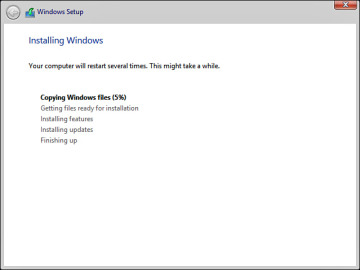 Windows Setup
Installing Windows
Your computer will restart several times. This might take a while.
Copying Windows files (5%)
Getting files ready for installation
Installing features
Installing updates
Finishing up